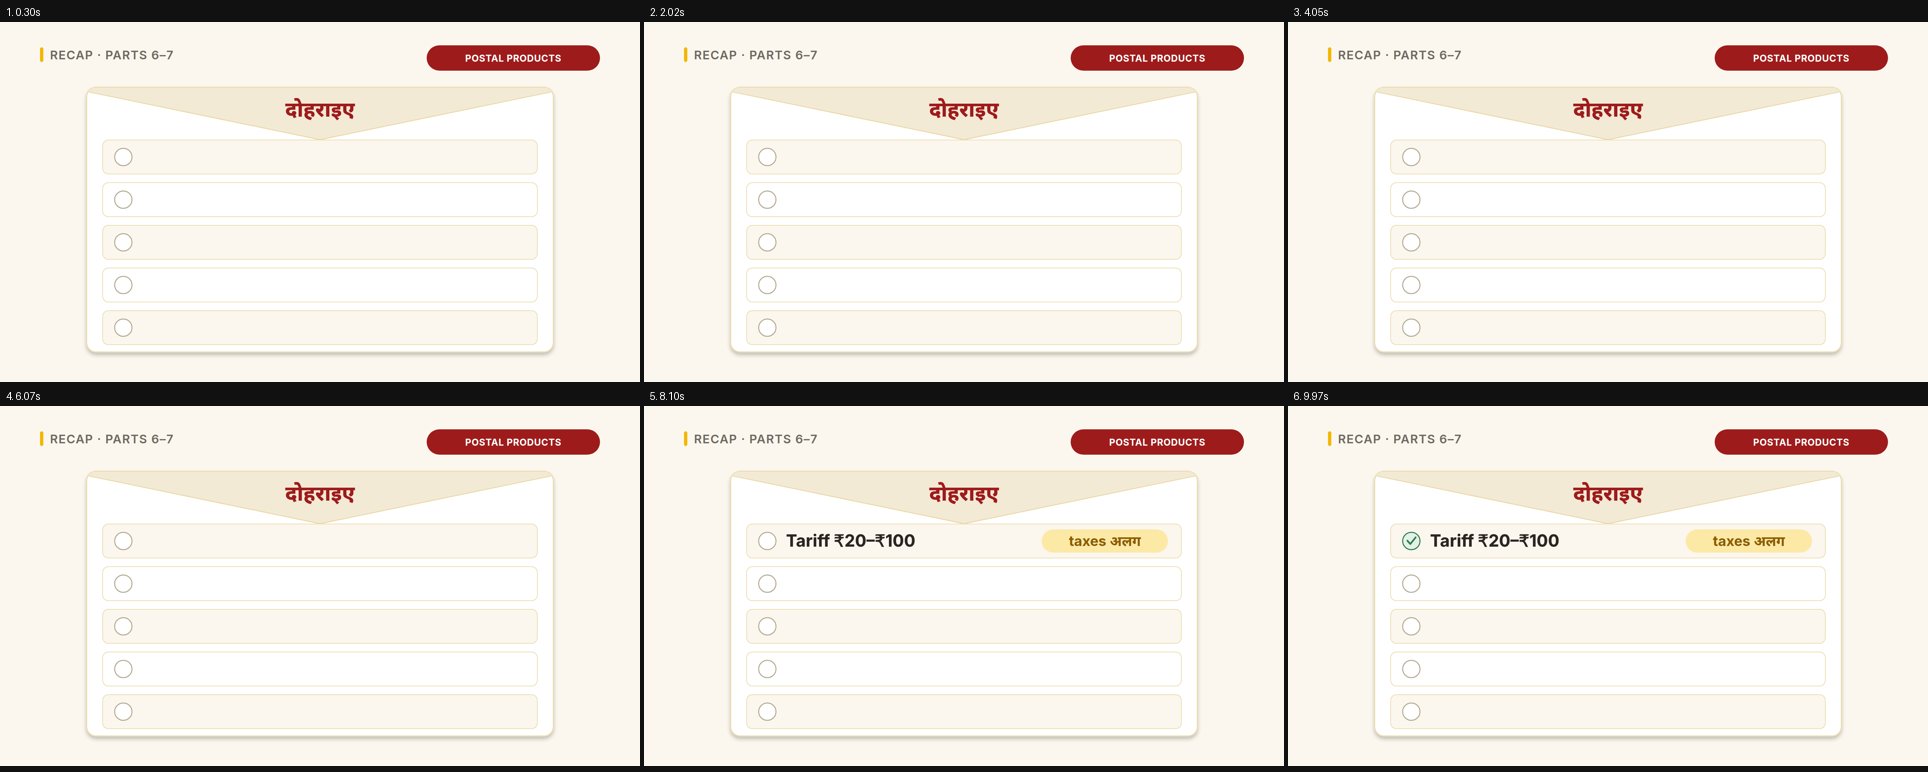 1. 0.30s
RECAP · PARTS 6–7
POSTAL PRODUCTS
दोहराइए
2. 2.02s
RECAP · PARTS 6–7
POSTAL PRODUCTS
दोहराइए
3. 4.05s
RECAP · PARTS 6–7
POSTAL PRODUCTS
दोहराइए
4. 6.07s
RECAP · PARTS 6–7
POSTAL PRODUCTS
दोहराइए
5. 8.10s
RECAP · PARTS 6–7
POSTAL PRODUCTS
दोहराइए
Tariff ₹20–₹100 taxes अलग
6. 9.97s
RECAP · PARTS 6–7
POSTAL PRODUCTS
दोहराइए
Tariff ₹20–₹100 taxes अलग